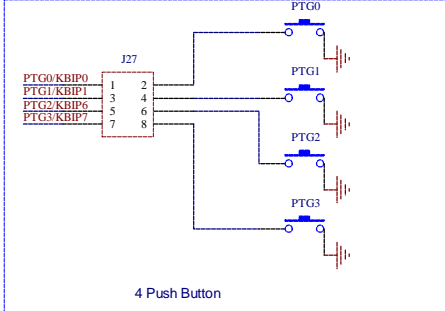 PTG0
J27
PTG1
PTG0/KBIP0 1 2
PTG1/KBIP1 3 4
PTG2/KBIP6 5 6
PTG3/KBIP7 7 8
PTG2
PTG3
4 Push Button